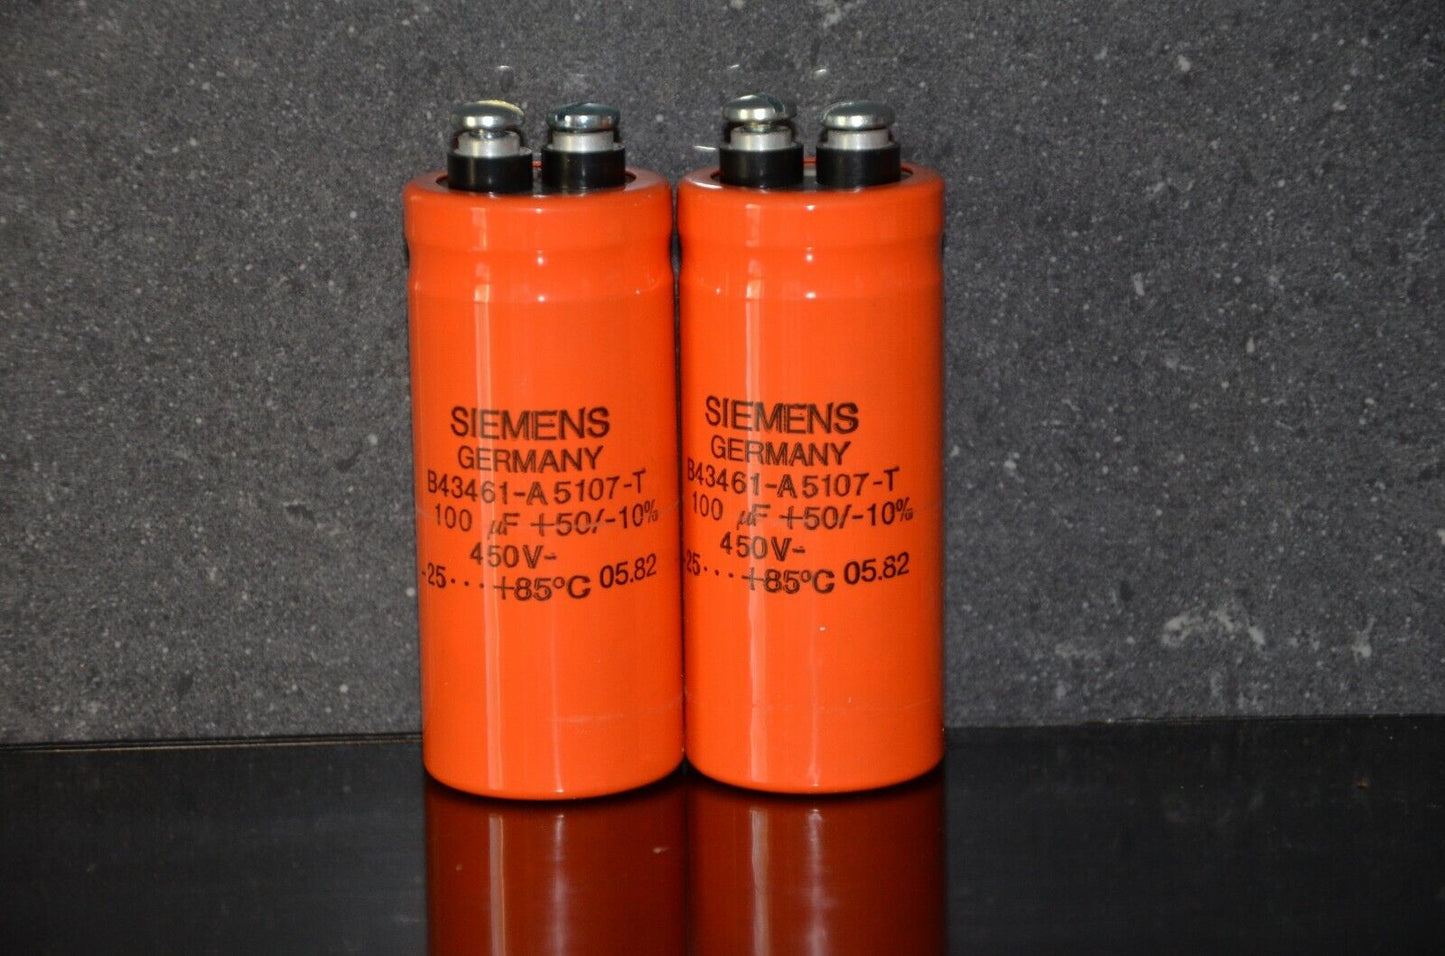 SIEMENS
GERMANY
B43461-A5107-T
100 µF +50/-10%
450V-
-25...+85°C 05.82
SIEMENS
GERMANY
B43461-A5107-T
100 µF +50/-10%
450V-
-25...+85°C 05.82